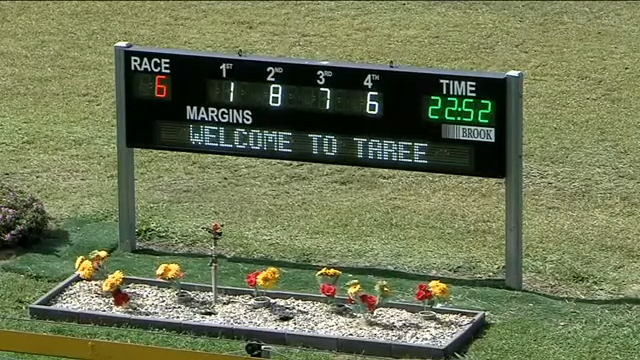 RACE 1ST 2ND 3RD 4TH TIME
6 1 8 7 6 22:52
MARGINS BROOK
WELCOME TO TAREE